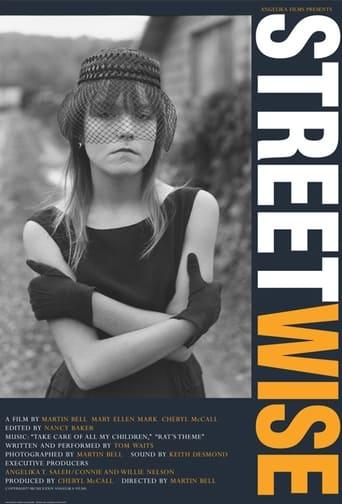 ANGELIKA FILMS PRESENTS
STREETWISE
A FILM BY MARTIN BELL MARY ELLEN MARK CHERYL McCALL
EDITED BY NANCY BAKER
MUSIC: "TAKE CARE OF ALL MY CHILDREN," "RAT'S THEME"
WRITTEN AND PERFORMED BY TOM WAITS
PHOTOGRAPHED BY MARTIN BELL SOUND BY KEITH DESMOND
EXECUTIVE PRODUCERS
ANGELIKA T. SALEH/CONNIE AND WILLIE NELSON
PRODUCED BY CHERYL McCALL DIRECTED BY MARTIN BELL